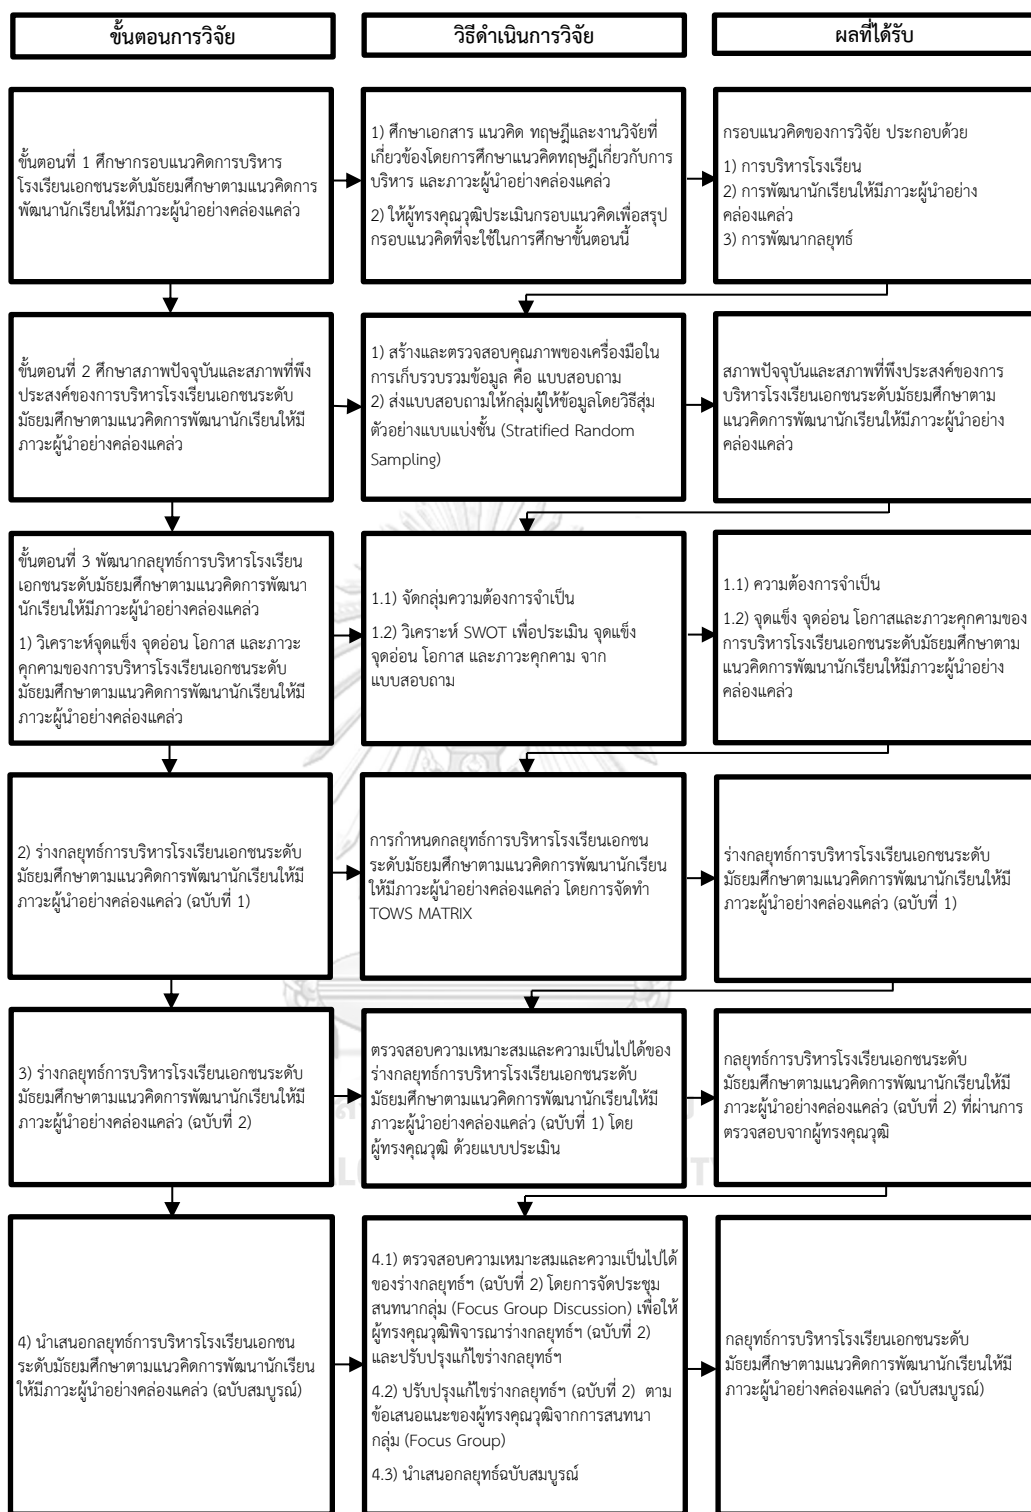 ขั้นตอนการวิจัย
วิธีดำเนินการวิจัย
ผลที่ได้รับ
ขั้นตอนที่ 1 ศึกษากรอบแนวคิดการบริหาร
โรงเรียนเอกชนระดับมัธยมศึกษาตามแนวคิดการ
พัฒนานักเรียนให้มีภาวะผู้นำอย่างคล่องแคล่ว
1) ศึกษาเอกสาร แนวคิด ทฤษฎีและงานวิจัยที่
เกี่ยวข้องโดยการศึกษาแนวคิดทฤษฎีเกี่ยวกับการ
บริหาร และภาวะผู้นำอย่างคล่องแคล่ว
2) ให้ผู้ทรงคุณวุฒิประเมินกรอบแนวคิดเพื่อสรุป
กรอบแนวคิดที่จะใช้ในการศึกษาขั้นตอนนี้
กรอบแนวคิดของการวิจัย ประกอบด้วย
1) การบริหารโรงเรียน
2) การพัฒนานักเรียนให้มีภาวะผู้นำอย่าง
คล่องแคล่ว
3) การพัฒนากลยุทธ์
ขั้นตอนที่ 2 ศึกษาสภาพปัจจุบันและสภาพที่พึง
ประสงค์ของการบริหารโรงเรียนเอกชนระดับ
มัธยมศึกษาตามแนวคิดการพัฒนานักเรียนให้มี
ภาวะผู้นำอย่างคล่องแคล่ว
1) สร้างและตรวจสอบคุณภาพของเครื่องมือใน
การเก็บรวบรวมข้อมูล คือ แบบสอบถาม
2) ส่งแบบสอบถามให้กลุ่มผู้ให้ข้อมูลโดยวิธีสุ่ม
ตัวอย่างแบบแบ่งชั้น (Stratified Random
Sampling)
สภาพปัจจุบันและสภาพที่พึงประสงค์ของการ
บริหารโรงเรียนเอกชนระดับมัธยมศึกษาตาม
แนวคิดการพัฒนานักเรียนให้มีภาวะผู้นำอย่าง
คล่องแคล่ว
ขั้นตอนที่ 3 พัฒนากลยุทธ์การบริหารโรงเรียน
เอกชนระดับมัธยมศึกษาตามแนวคิดการพัฒนา
นักเรียนให้มีภาวะผู้นำอย่างคล่องแคล่ว
1) วิเคราะห์จุดแข็ง จุดอ่อน โอกาส และภาวะ
คุกคามของการบริหารโรงเรียนเอกชนระดับ
มัธยมศึกษาตามแนวคิดการพัฒนานักเรียนให้มี
ภาวะผู้นำอย่างคล่องแคล่ว
1.1) จัดกลุ่มความต้องการจำเป็น
1.2) วิเคราะห์ SWOT เพื่อประเมิน จุดแข็ง
จุดอ่อน โอกาส และภาวะคุกคาม จาก
แบบสอบถาม
1.1) ความต้องการจำเป็น
1.2) จุดแข็ง จุดอ่อน โอกาสและภาวะคุกคามของ
การบริหารโรงเรียนเอกชนระดับมัธยมศึกษาตาม
แนวคิดการพัฒนานักเรียนให้มีภาวะผู้นำอย่าง
คล่องแคล่ว
2) ร่างกลยุทธ์การบริหารโรงเรียนเอกชนระดับ
มัธยมศึกษาตามแนวคิดการพัฒนานักเรียนให้มี
ภาวะผู้นำอย่างคล่องแคล่ว (ฉบับที่ 1)
การกำหนดกลยุทธ์การบริหารโรงเรียนเอกชน
ระดับมัธยมศึกษาตามแนวคิดการพัฒนานักเรียน
ให้มีภาวะผู้นำอย่างคล่องแคล่ว โดยการจัดทำ
TOWS MATRIX
ร่างกลยุทธ์การบริหารโรงเรียนเอกชนระดับ
มัธยมศึกษาตามแนวคิดการพัฒนานักเรียนให้มี
ภาวะผู้นำอย่างคล่องแคล่ว (ฉบับที่ 1)
3) ร่างกลยุทธ์การบริหารโรงเรียนเอกชนระดับ
มัธยมศึกษาตามแนวคิดการพัฒนานักเรียนให้มี
ภาวะผู้นำอย่างคล่องแคล่ว (ฉบับที่ 2)
ตรวจสอบความเหมาะสมและความเป็นไปได้ของ
ร่างกลยุทธ์การบริหารโรงเรียนเอกชนระดับ
มัธยมศึกษาตามแนวคิดการพัฒนานักเรียนให้มี
ภาวะผู้นำอย่างคล่องแคล่ว (ฉบับที่ 1) โดย
ผู้ทรงคุณวุฒิ ด้วยแบบประเมิน
กลยุทธ์การบริหารโรงเรียนเอกชนระดับ
มัธยมศึกษาตามแนวคิดการพัฒนานักเรียนให้มี
ภาวะผู้นำอย่างคล่องแคล่ว (ฉบับที่ 2) ที่ผ่านการ
ตรวจสอบจากผู้ทรงคุณวุฒิ
4) นำเสนอกลยุทธ์การบริหารโรงเรียนเอกชน
ระดับมัธยมศึกษาตามแนวคิดการพัฒนานักเรียน
ให้มีภาวะผู้นำอย่างคล่องแคล่ว (ฉบับสมบูรณ์)
4.1) ตรวจสอบความเหมาะสมและความเป็นไปได้
ของร่างกลยุทธ์ฯ (ฉบับที่ 2) โดยการจัดประชุม
สนทนากลุ่ม (Focus Group Discussion) เพื่อให้
ผู้ทรงคุณวุฒิพิจารณาร่างกลยุทธ์ฯ (ฉบับที่ 2)
และปรับปรุงแก้ไขร่างกลยุทธ์ฯ
4.2) ปรับปรุงแก้ไขร่างกลยุทธ์ฯ (ฉบับที่ 2) ตาม
ข้อเสนอแนะของผู้ทรงคุณวุฒิจากการสนทนา
กลุ่ม (Focus Group)
4.3) นำเสนอกลยุทธ์ฉบับสมบูรณ์
กลยุทธ์การบริหารโรงเรียนเอกชนระดับ
มัธยมศึกษาตามแนวคิดการพัฒนานักเรียนให้มี
ภาวะผู้นำอย่างคล่องแคล่ว (ฉบับสมบูรณ์)